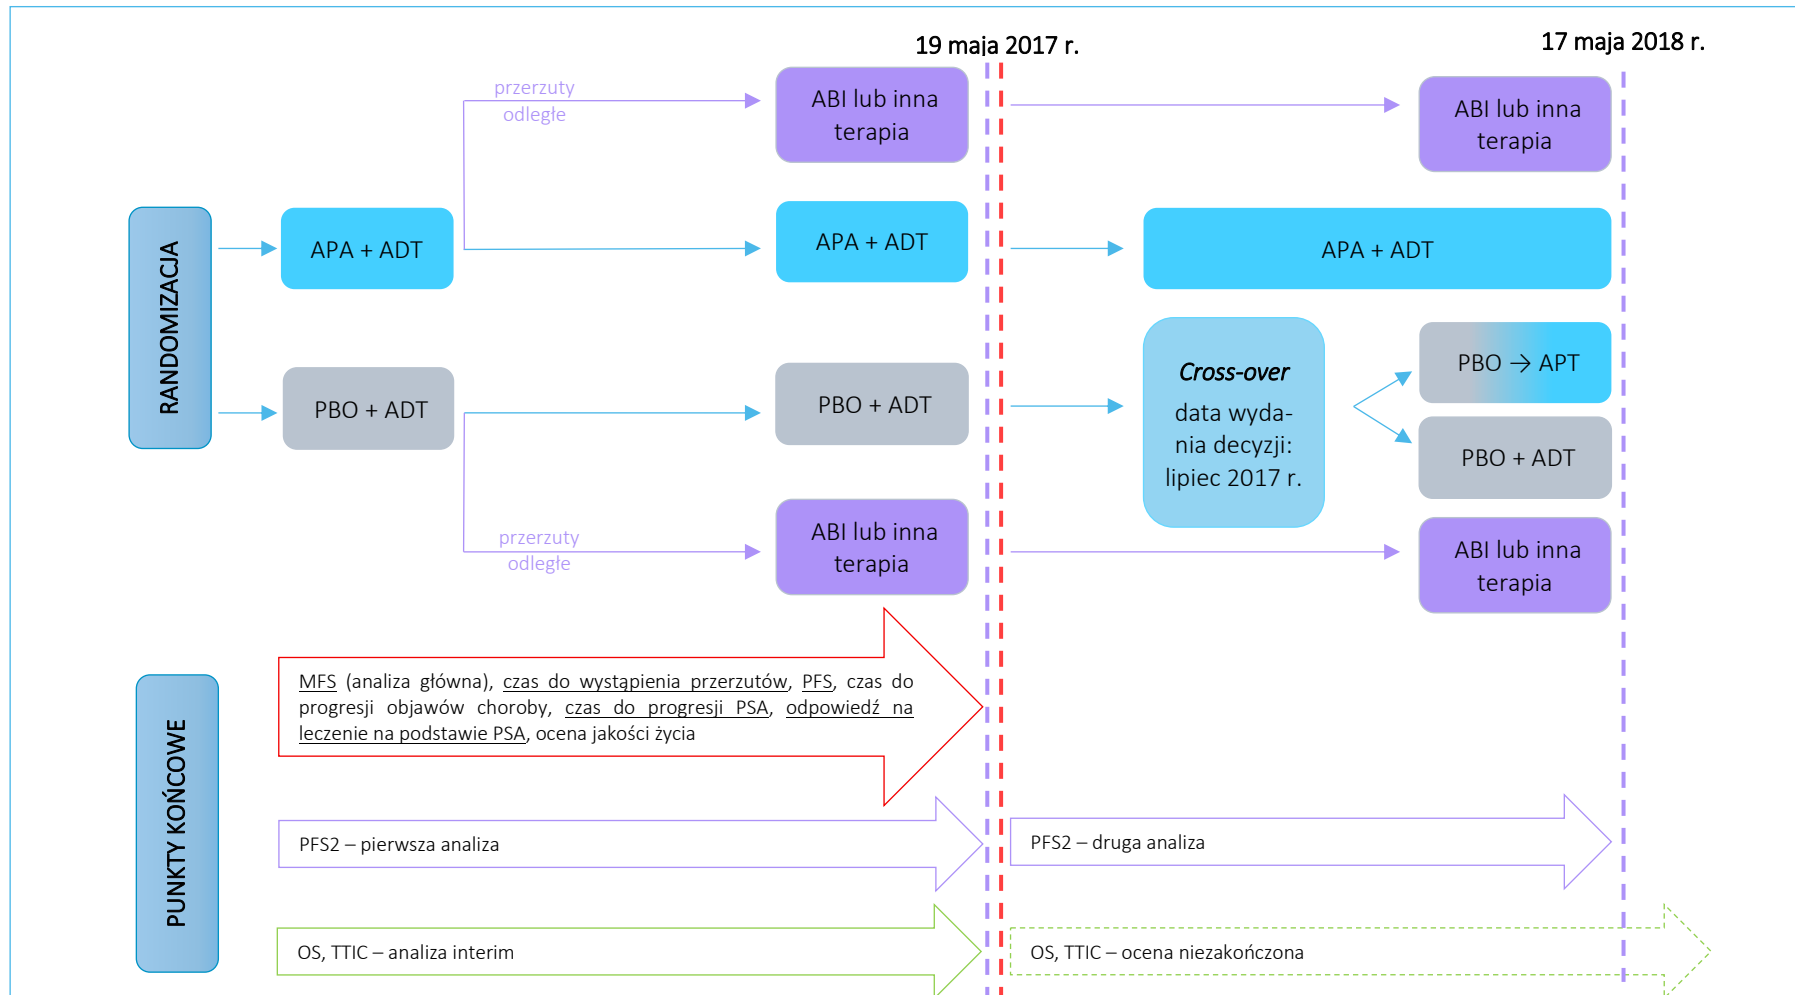 19 maja 2017 r.
17 maja 2018 r.
przerzuty
odległe
ABI lub inna
terapia
ABI lub inna
terapia
RANDOMIZACJA
APA + ADT
APA + ADT
APA + ADT
PBO + ADT
PBO + ADT
Cross-over
data wyda-
nia decyzji:
lipiec 2017 r.
PBO → APT
PBO + ADT
przerzuty
odległe
ABI lub inna
terapia
ABI lub inna
terapia
PUNKTY KOŃCOWE
MFS (analiza główna), czas do wystąpienia przerzutów, PFS, czas do
progresji objawów choroby, czas do progresji PSA, odpowiedź na
leczenie na podstawie PSA, ocena jakości życia
PFS2 – pierwsza analiza
PFS2 – druga analiza
OS, TTIC – analiza interim
OS, TTIC – ocena niezakończona